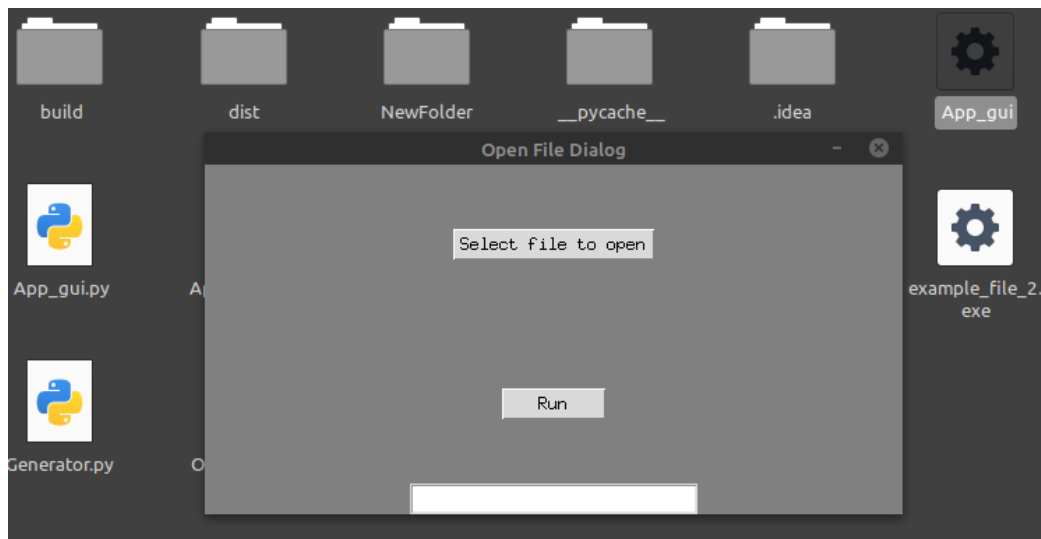 build
dist
NewFolder
__pycache__
.idea
App_gui
Open File Dialog
Select file to open
App_gui.py
example_file_2.
exe
Run
Generator.py